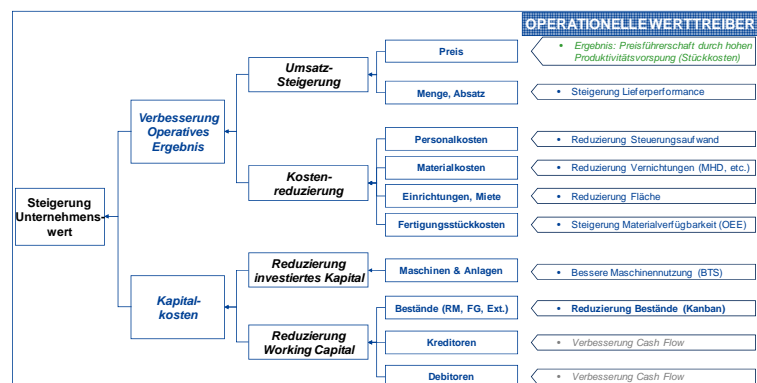 OPERATIONELLE WERTTREIBER
Preis
• Ergebnis: Preisführerschaft durch hohen
Produktivitätsvorspung (Stückkosten)
Umsatz-
Steigerung
Menge, Absatz
• Steigerung Lieferperformance
Verbesserung
Operatives
Ergebnis
Personalkosten
• Reduzierung Steuerungsaufwand
Materialkosten
• Reduzierung Vernichtungen (MHD, etc.)
Kosten-
reduzierung
Einrichtungen, Miete
• Reduzierung Fläche
Fertigungsstückkosten
• Steigerung Materialverfügbarkeit (OEE)
Steigerung
Unternehmens-
wert
Reduzierung
investiertes Kapital
Maschinen & Anlagen
• Bessere Maschinennutzung (BTS)
Kapital-
kosten
Bestände (RM, FG, Ext.)
• Reduzierung Bestände (Kanban)
Reduzierung
Working Capital
Kreditoren
• Verbesserung Cash Flow
Debitoren
• Verbesserung Cash Flow